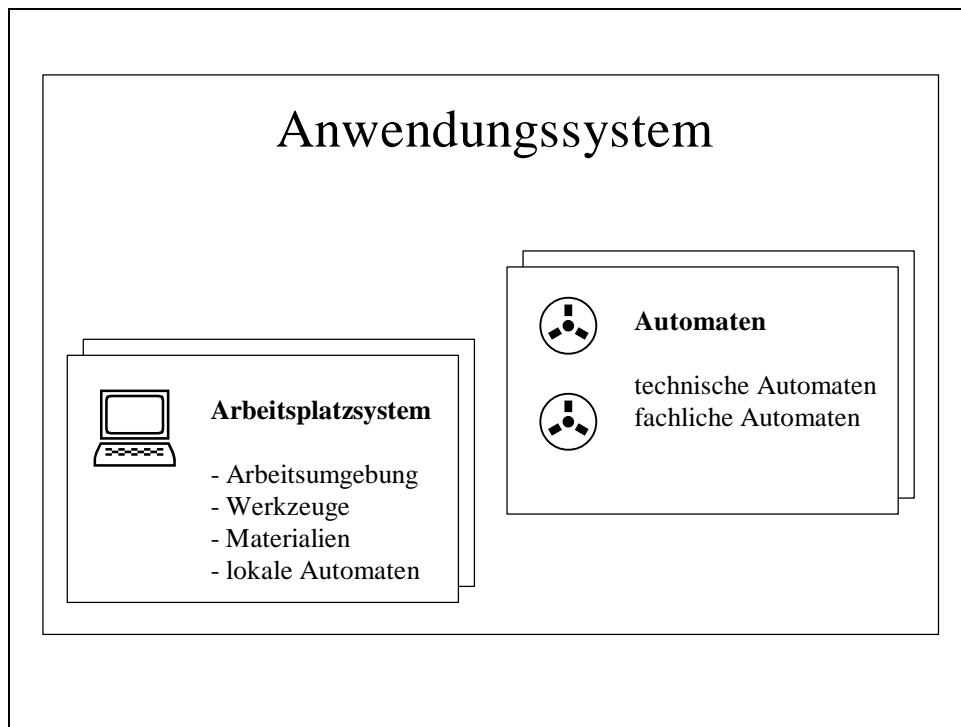 Anwendungssystem
Automaten
technische Automaten
fachliche Automaten
Arbeitsplatzsystem
- Arbeitsumgebung
- Werkzeuge
- Materialien
- lokale Automaten